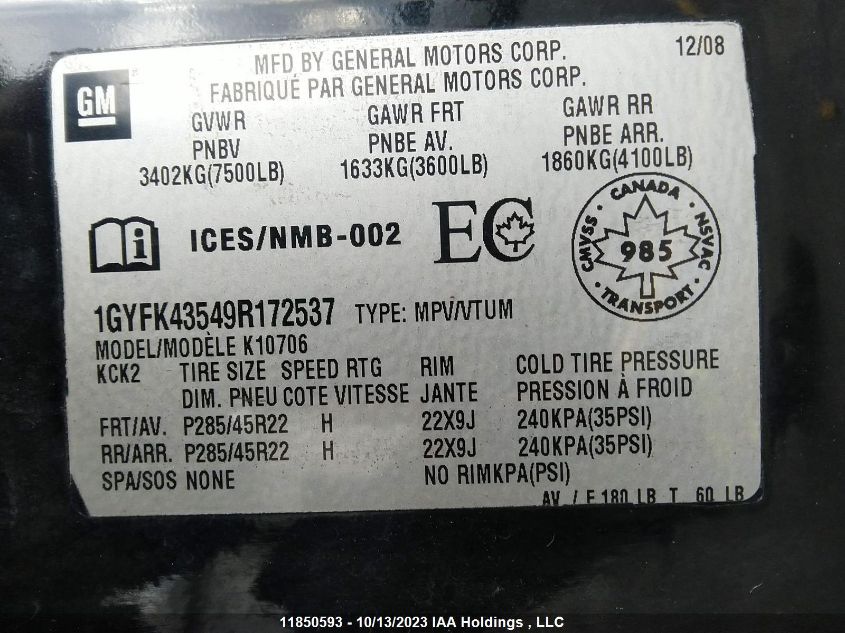 MFD BY GENERAL MOTORS CORP. 12/08
FABRIQUÉ PAR GENERAL MOTORS CORP.
GM
GVWR GAWR FRT GAWR RR
PNBV PNBE AV. PNBE ARR.
3402KG(7500LB) 1633KG(3600LB) 1860KG(4100LB)
ICES/NMB-002 EC
CANADA
CMVSS 985 NSVAC
TRANSPORT
1GYFK43549R172537 TYPE: MPV/VTUM
MODEL/MODÈLE K10706
KCK2 TIRE SIZE SPEED RTG RIM COLD TIRE PRESSURE
DIM. PNEU COTE VITESSE JANTE PRESSION À FROID
FRT/AV. P285/45R22 H 22X9J 240KPA(35PSI)
RR/ARR. P285/45R22 H 22X9J 240KPA(35PSI)
SPA/SOS NONE NO RIMKPA(PSI)
AV / F 180 LB T 60 LB
11850593 - 10/13/2023 IAA Holdings , LLC